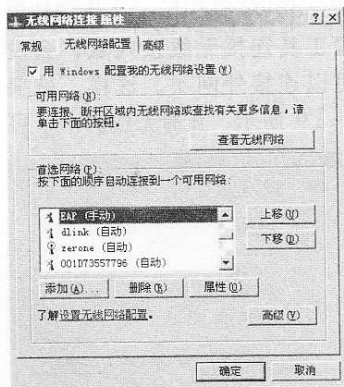 无线网络连接 属性
常规 无线网络配置 高级
用 Windows 配置我的无线网络设置(W)
可用网络(N):
要连接、断开区域内无线网络或查找有关更多信息，请
单击下面的按钮。
查看无线网络
首选网络(P):
按下面的顺序自动连接到一个可用网络:
EAP (手动)
dlink (自动)
zerone (自动)
001D73557796 (自动)
上移(U)
下移(D)
添加(A)... 删除(R) 属性(O)
了解设置无线网络配置。
高级(V)
确定 取消